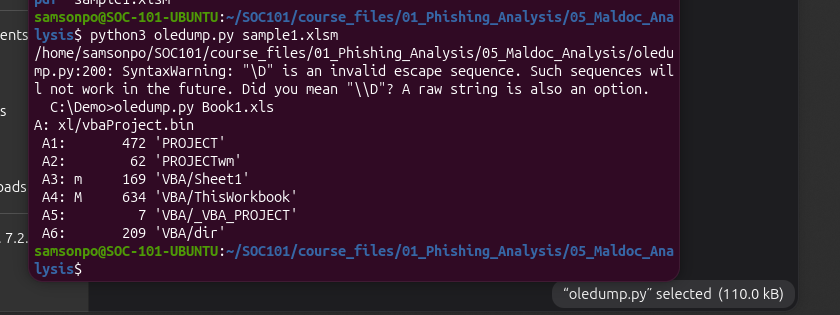 pdf  sample1.xlsm
samsonpo@SOC-101-UBUNTU:~/SOC101/course_files/01_Phishing_Analysis/05_Maldoc_Ana
lysis$ python3 oledump.py sample1.xlsm
/home/samsonpo/SOC101/course_files/01_Phishing_Analysis/05_Maldoc_Analysis/oledu
mp.py:200: SyntaxWarning: "\D" is an invalid escape sequence. Such sequences wil
l not work in the future. Did you mean "\\D"? A raw string is also an option.
  C:\Demo>oledump.py Book1.xls
A: xl/vbaProject.bin
 A1:       472 'PROJECT'
 A2:        62 'PROJECTwm'
 A3: m     169 'VBA/Sheet1'
 A4: M     634 'VBA/ThisWorkbook'
 A5:         7 'VBA/_VBA_PROJECT'
 A6:       209 'VBA/dir'
samsonpo@SOC-101-UBUNTU:~/SOC101/course_files/01_Phishing_Analysis/05_Maldoc_Ana
lysis$
ents
s
oads
. 7.2.
"oledump.py" selected (110.0 kB)